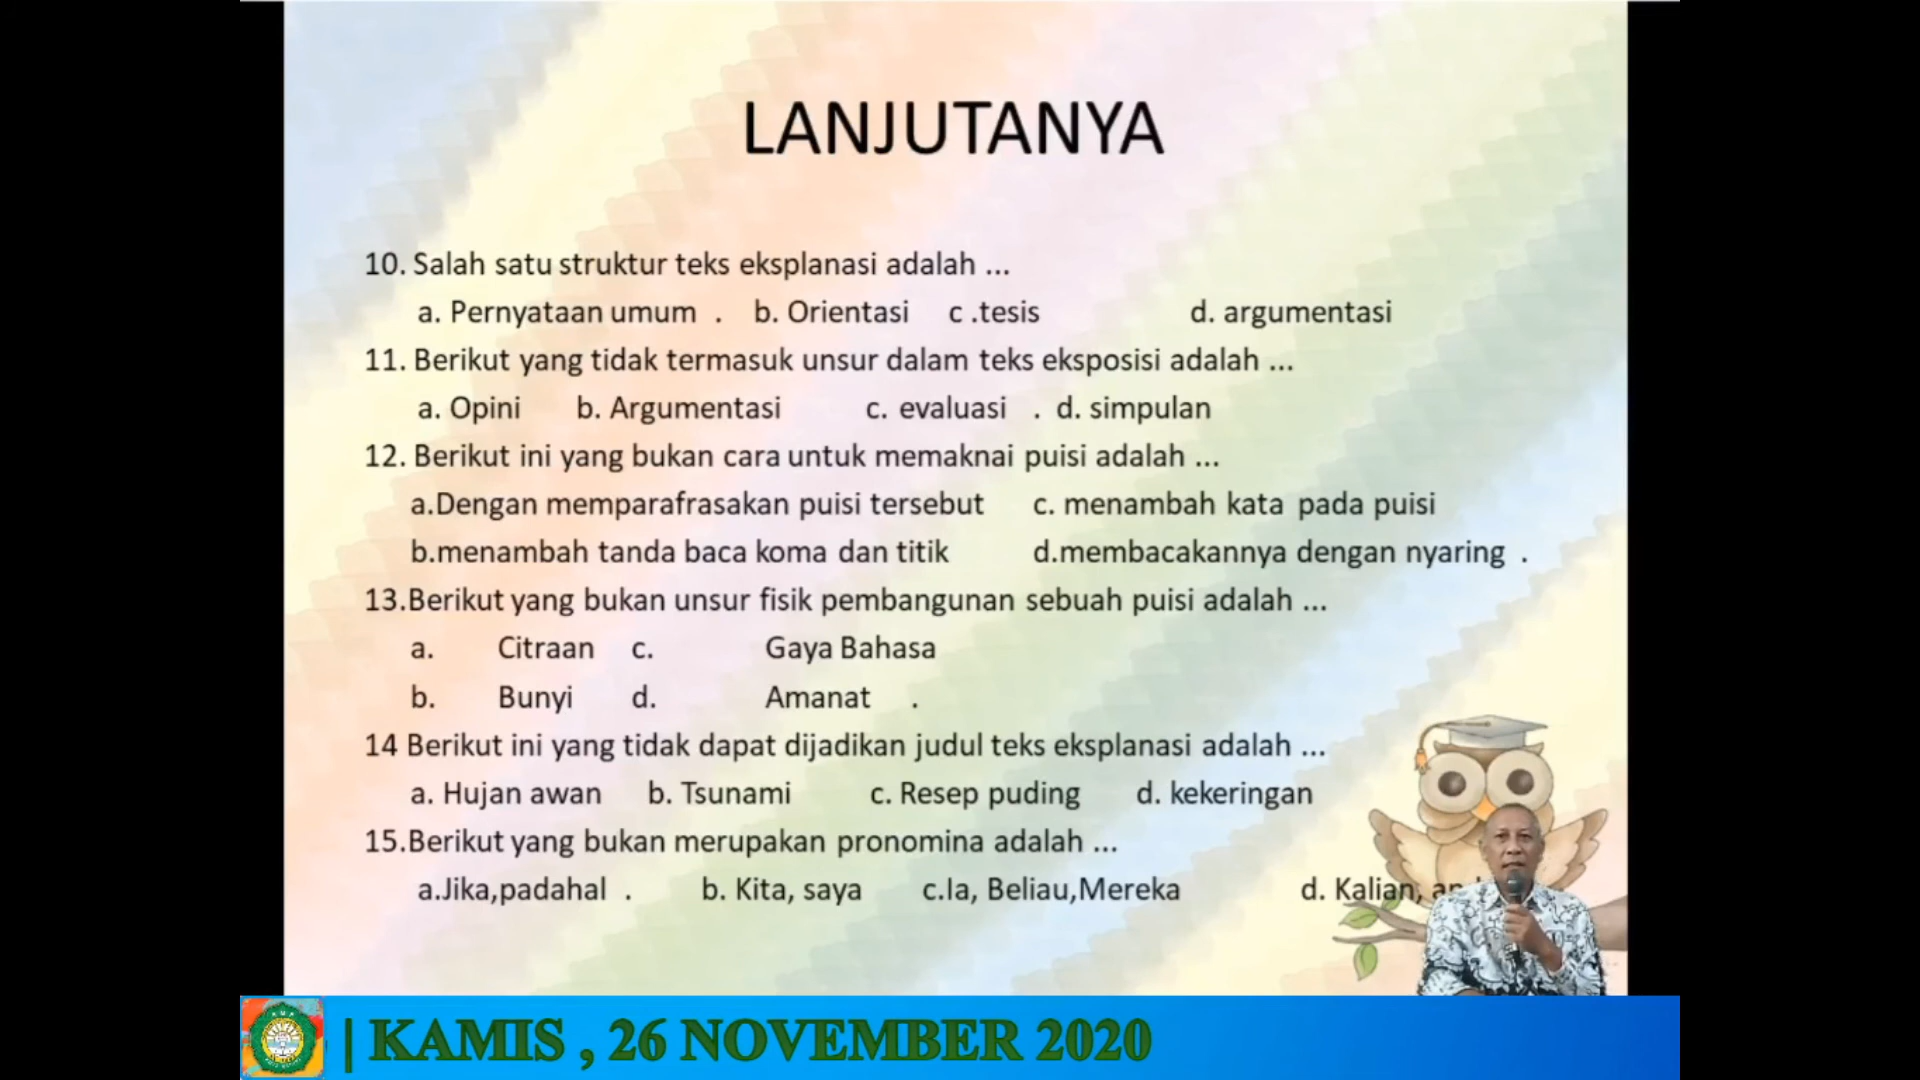 LANJUTANYA
10. Salah satu struktur teks eksplanasi adalah ...
a. Pernyataan umum . b. Orientasi c .tesis d. argumentasi
11. Berikut yang tidak termasuk unsur dalam teks eksposisi adalah ...
a. Opini b. Argumentasi c. evaluasi . d. simpulan
12. Berikut ini yang bukan cara untuk memaknai puisi adalah ...
a.Dengan memparafrasakan puisi tersebut c. menambah kata pada puisi
b.menambah tanda baca koma dan titik d.membacakannya dengan nyaring .
13.Berikut yang bukan unsur fisik pembangunan sebuah puisi adalah ...
a. Citraan c. Gaya Bahasa
b. Bunyi d. Amanat .
14 Berikut ini yang tidak dapat dijadikan judul teks eksplanasi adalah ...
a. Hujan awan b. Tsunami c. Resep puding d. kekeringan
15.Berikut yang bukan merupakan pronomina adalah ...
a.Jika,padahal . b. Kita, saya c.Ia, Beliau,Mereka d. Kalian,
| KAMIS , 26 NOVEMBER 2020